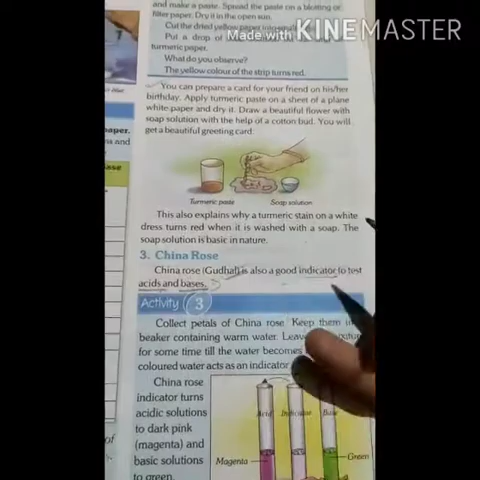 and make a paste. Spread the paste on a blotting or
filter paper. Dry it in the open sun.
Cut the dried yellow paper into
Put a drop of
Made with KINEMASTER
turmeric paper.
What do you observe?
The yellow colour of the strip turns red.
You can prepare a card for your friend on his/her
birthday. Apply turmeric paste on a sheet of a plane
white paper and dry it. Draw a beautiful flower with
soap solution with the help of a cotton bud. You will
get a beautiful greeting card.
Turmeric paste
Soap solution
This also explains why a turmeric stain on a white
dress turns red when it is washed with a soap. The
soap solution is basic in nature.
3. China Rose
China rose (Gudhal) is also a good indicator to test
acids and bases.
Activity 3
Collect petals of China rose. Keep them in
beaker containing warm water. Leave
for some time till the water becomes
coloured water acts as an indicator
China rose
indicator turns
acidic solutions
to dark pink
(magenta) and
basic solutions
to green.
Acid
Indicator
Base
Magenta
Green
aper.
and
ase
of